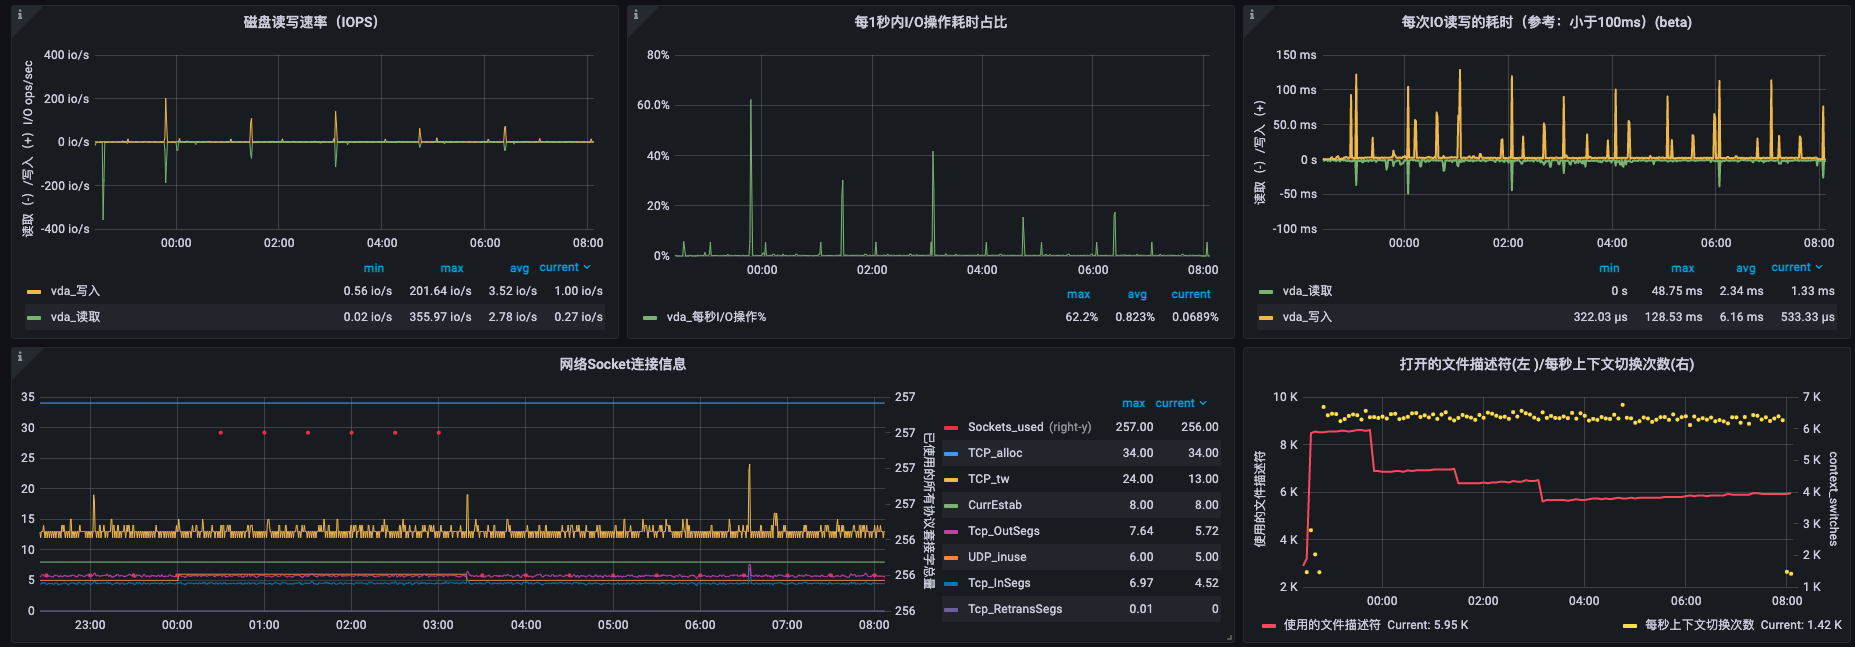 磁盘读写速率（IOPS）
读取（-）/写入（+）I/O ops/sec
400 io/s
200 io/s
0 io/s
-200 io/s
-400 io/s
00:00 02:00 04:00 06:00 08:00
min max avg current
vda_写入 0.56 io/s 201.64 io/s 3.52 io/s 1.00 io/s
vda_读取 0.02 io/s 355.97 io/s 2.78 io/s 0.27 io/s
每1秒内I/O操作耗时占比
80%
60.0%
40%
20%
0%
00:00 02:00 04:00 06:00 08:00
max avg current
vda_每秒I/O操作% 62.2% 0.823% 0.0689%
每次IO读写的耗时（参考：小于100ms）(beta)
读取（-）/写入（+）
150 ms
100 ms
50.0 ms
0 s
-50 ms
-100 ms
00:00 02:00 04:00 06:00 08:00
min max avg current
vda_读取 0 s 48.75 ms 2.34 ms 1.33 ms
vda_写入 322.03 µs 128.53 ms 6.16 ms 533.33 µs
网络Socket连接信息
35
30
25
20
15
10
5
0
257
257
257
257
256
256
256
已使用的所有协议套接字总量
23:00 00:00 01:00 02:00 03:00 04:00 05:00 06:00 07:00 08:00
max current
Sockets_used (right-y) 257.00 256.00
TCP_alloc 34.00 34.00
TCP_tw 24.00 13.00
CurrEstab 8.00 8.00
Tcp_OutSegs 7.64 5.72
UDP_inuse 6.00 5.00
Tcp_InSegs 6.97 4.52
Tcp_RetransSegs 0.01 0
打开的文件描述符(左 )/每秒上下文切换次数(右)
使用的文件描述符
10 K
8 K
6 K
4 K
2 K
7 K
6 K
5 K
4 K
3 K
2 K
1 K
context_switches
00:00 02:00 04:00 06:00 08:00
使用的文件描述符 Current: 5.95 K
每秒上下文切换次数 Current: 1.42 K